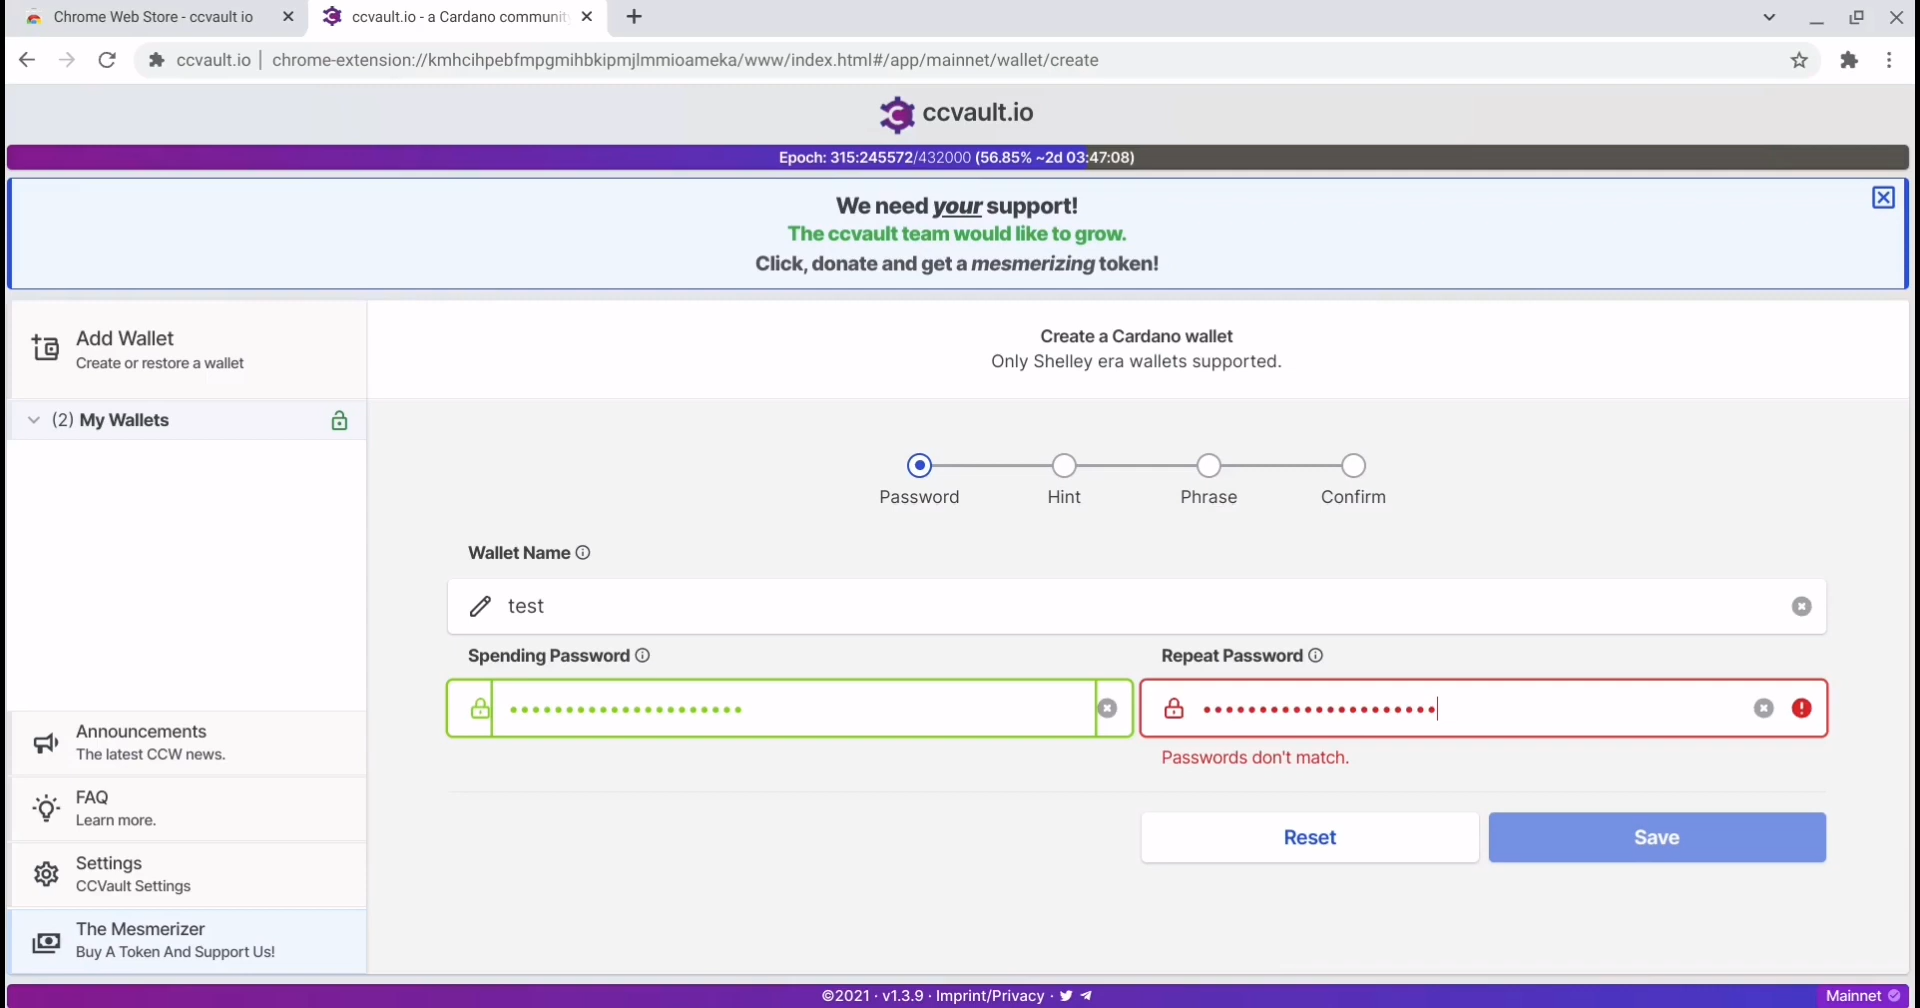 Chrome Web Store - ccvault io
ccvault.io - a Cardano communit
ccvault.io | chrome-extension://kmhcihpebfmpgmihbkipmjlmmioameka/www/index.html#/app/mainnet/wallet/create
ccvault.io
Epoch: 315:245572/432000 (56.85% ~2d 03:47:08)
We need your support!
The ccvault team would like to grow.
Click, donate and get a mesmerizing token!
Add Wallet
Create or restore a wallet
(2) My Wallets
Announcements
The latest CCW news.
FAQ
Learn more.
Settings
CCVault Settings
The Mesmerizer
Buy A Token And Support Us!
Create a Cardano wallet
Only Shelley era wallets supported.
Password Hint Phrase Confirm
Wallet Name
test
Spending Password
Repeat Password
Passwords don't match.
Reset
Save
©2021 · v1.3.9 · Imprint/Privacy ·
Mainnet